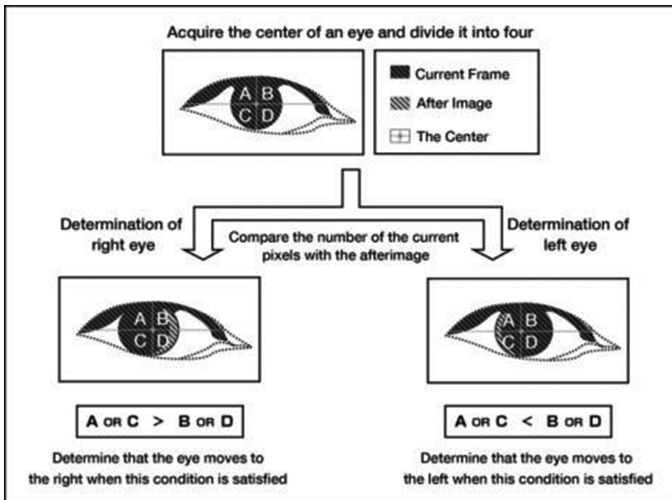 Acquire the center of an eye and divide it into four
A B
C D
Current Frame
After Image
The Center
Determination of
right eye
Compare the number of the current
pixels with the afterimage
Determination of
left eye
A B
C D
A B
C D
A OR C > B OR D
A OR C < B OR D
Determine that the eye moves to
the right when this condition is satisfied
Determine that the eye moves to
the left when this condition is satisfied